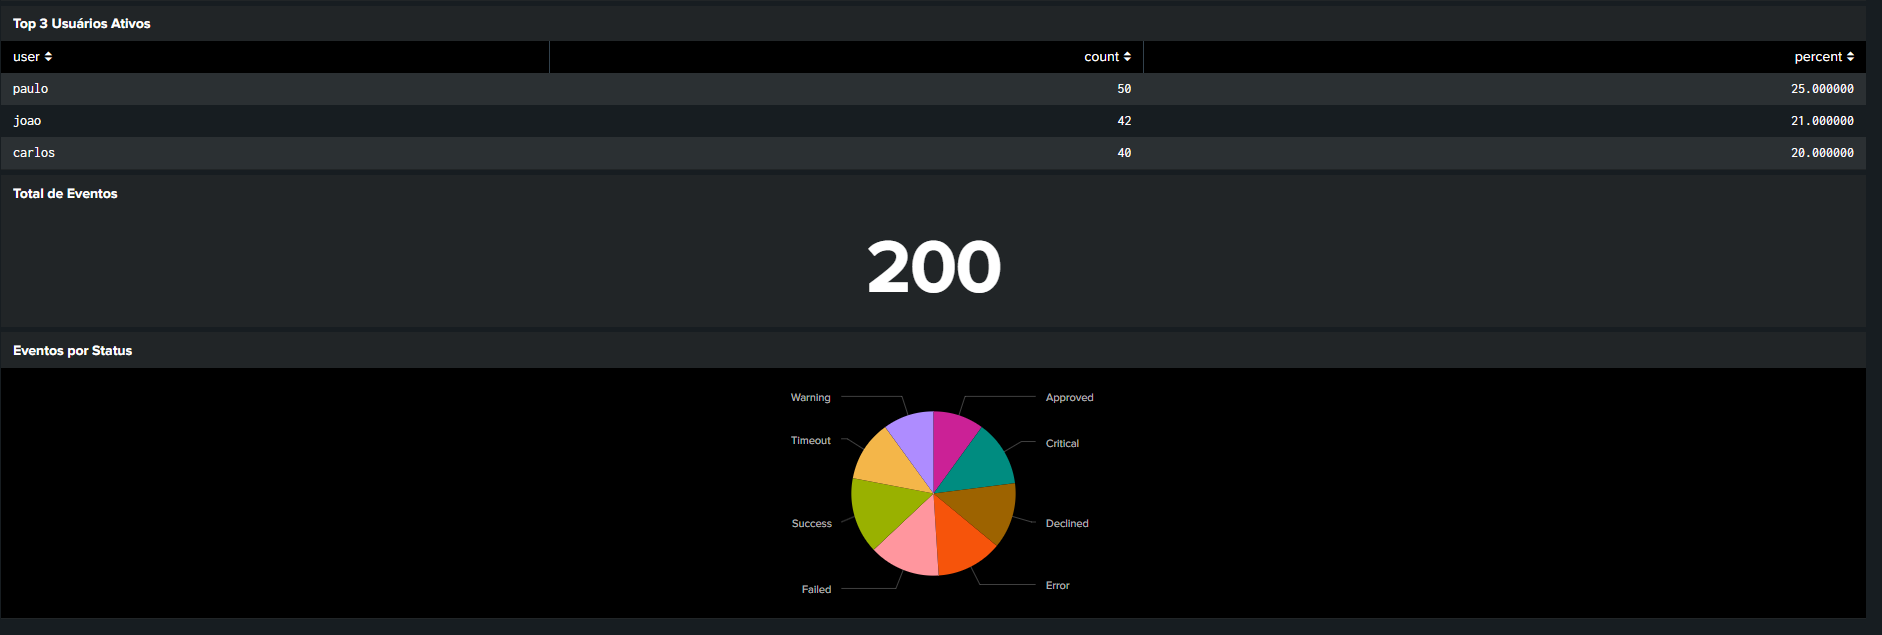 Top 3 Usuários Ativos
user count percent
paulo 50 25.000000
joao 42 21.000000
carlos 40 20.000000
Total de Eventos
200
Eventos por Status
Warning Approved
Timeout Critical
Success Declined
Failed Error